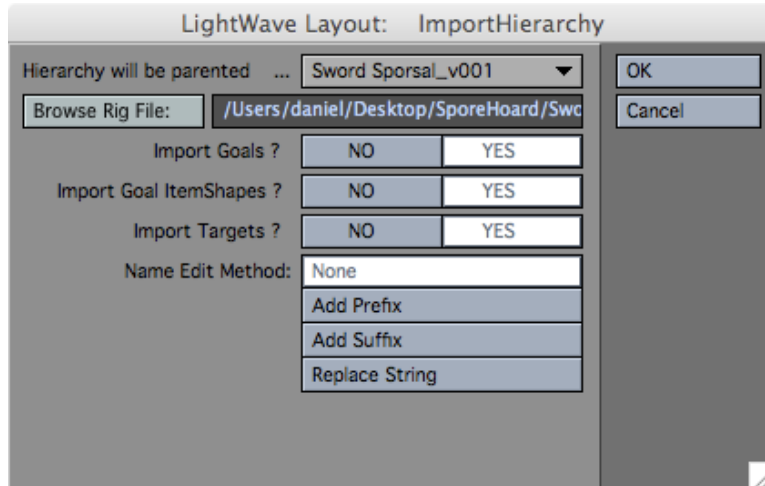 LightWave Layout: ImportHierarchy
Hierarchy will be parented ... Sword Sporsal_v001 OK
Browse Rig File: /Users/daniel/Desktop/SporeHoard/Swo Cancel
Import Goals ? NO YES
Import Goal ItemShapes ? NO YES
Import Targets ? NO YES
Name Edit Method: None
Add Prefix
Add Suffix
Replace String